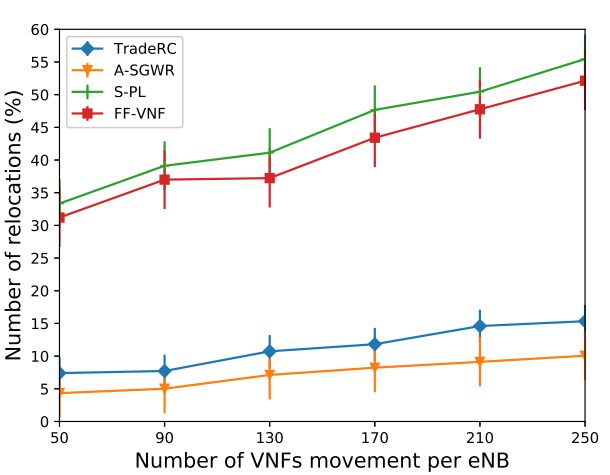 Number of relocations (%)
60
55
50
45
40
35
30
25
20
15
10
5
0
TradeRC
A-SGWR
S-PL
FF-VNF
50 90 130 170 210 250
Number of VNFs movement per eNB